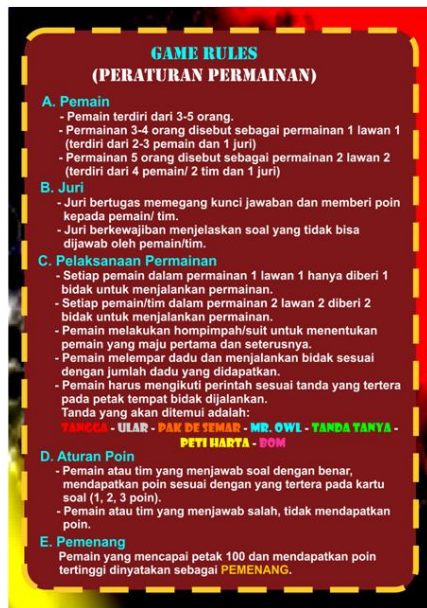 GAME RULES
(PERATURAN PERMAINAN)
A. Pemain
- Pemain terdiri dari 3-5 orang.
- Permainan 3-4 orang disebut sebagai permainan 1 lawan 1
(terdiri dari 2-3 pemain dan 1 juri)
- Permainan 5 orang disebut sebagai permainan 2 lawan 2
(terdiri dari 4 pemain/ 2 tim dan 1 juri)
B. Juri
- Juri bertugas memegang kunci jawaban dan memberi poin
kepada pemain/ tim.
- Juri berkewajiban menjelaskan soal yang tidak bisa
dijawab oleh pemain/tim.
C. Pelaksanaan Permainan
- Setiap pemain dalam permainan 1 lawan 1 hanya diberi 1
bidak untuk menjalankan permainan.
- Setiap pemain/tim dalam permainan 2 lawan 2 diberi 2
bidak untuk menjalankan permainan.
- Pemain melakukan hompimpah/suit untuk menentukan
pemain yang maju pertama dan seterusnya.
- Pemain melempar dadu dan menjalankan bidak sesuai
dengan jumlah dadu yang didapatkan.
- Pemain harus mengikuti perintah sesuai tanda yang tertera
pada petak tempat bidak dijalankan.
Tanda yang akan ditemui adalah:
TANGGA - ULAR - PAK DE SEMAR - MR. OWL - TANDA TANYA -
PETI HARTA - BOM
D. Aturan Poin
- Pemain atau tim yang menjawab soal dengan benar,
mendapatkan poin sesuai dengan yang tertera pada kartu
soal (1, 2, 3 poin).
- Pemain atau tim yang menjawab salah, tidak mendapatkan
poin.
E. Pemenang
Pemain yang mencapai petak 100 dan mendapatkan poin
tertinggi dinyatakan sebagai PEMENANG.